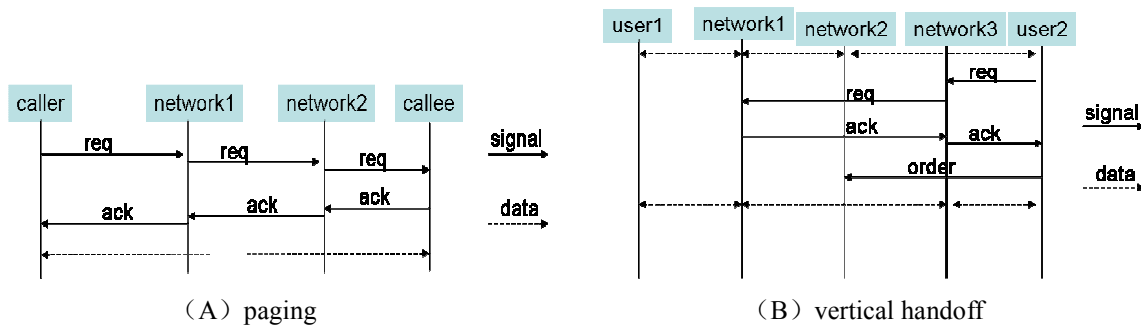 caller network1 network2 callee
req
req
req
ack
ack
ack
signal
data
(A) paging
user1 network1 network2 network3 user2
req
req
ack
ack
order
signal
data
(B) vertical handoff